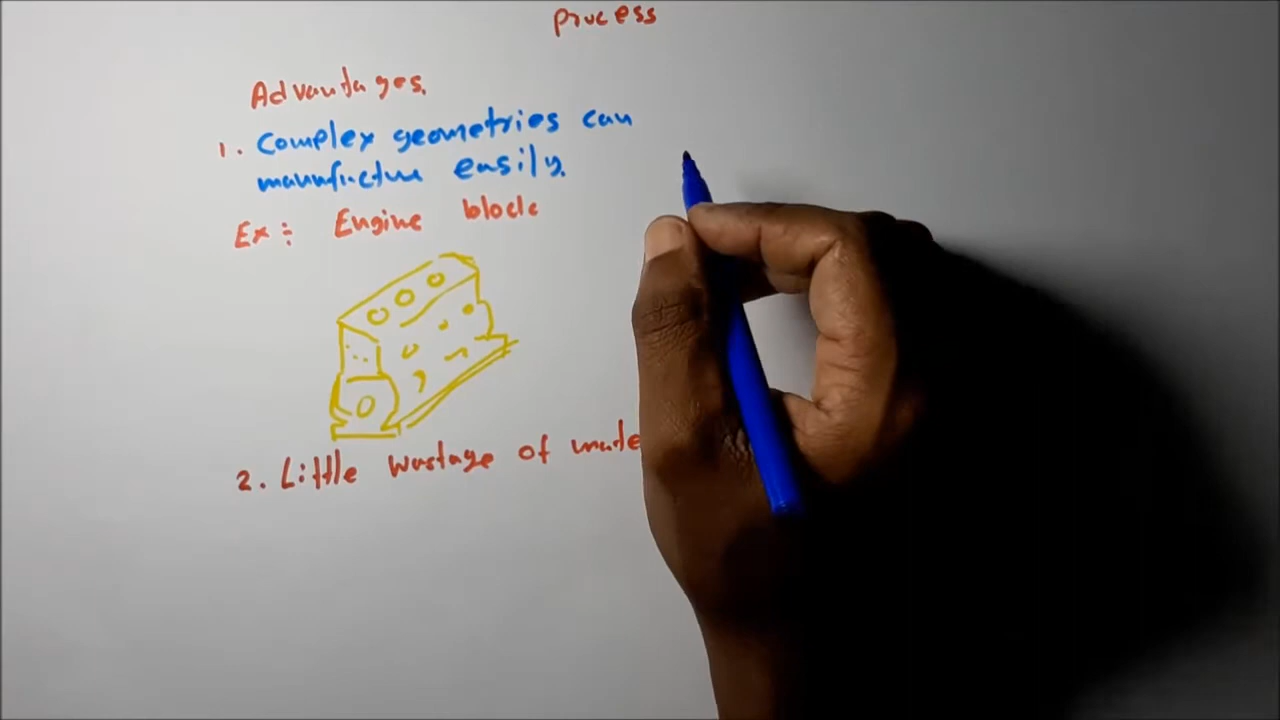 process
Advantages.
1. Complex geometries can
manufacture easily.
Ex ÷ Engine block
2. Little wastage of mate